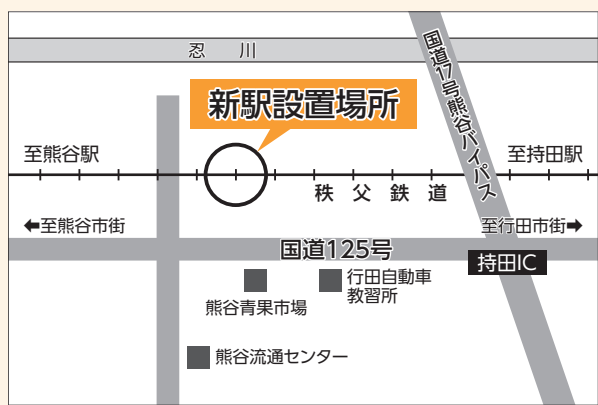 忍川
新駅設置場所
国道17号熊谷バイパス
至熊谷駅
至持田駅
秩父鉄道
←至熊谷市街
至行田市街→
国道125号
持田IC
熊谷青果市場
行田自動車
教習所
熊谷流通センター